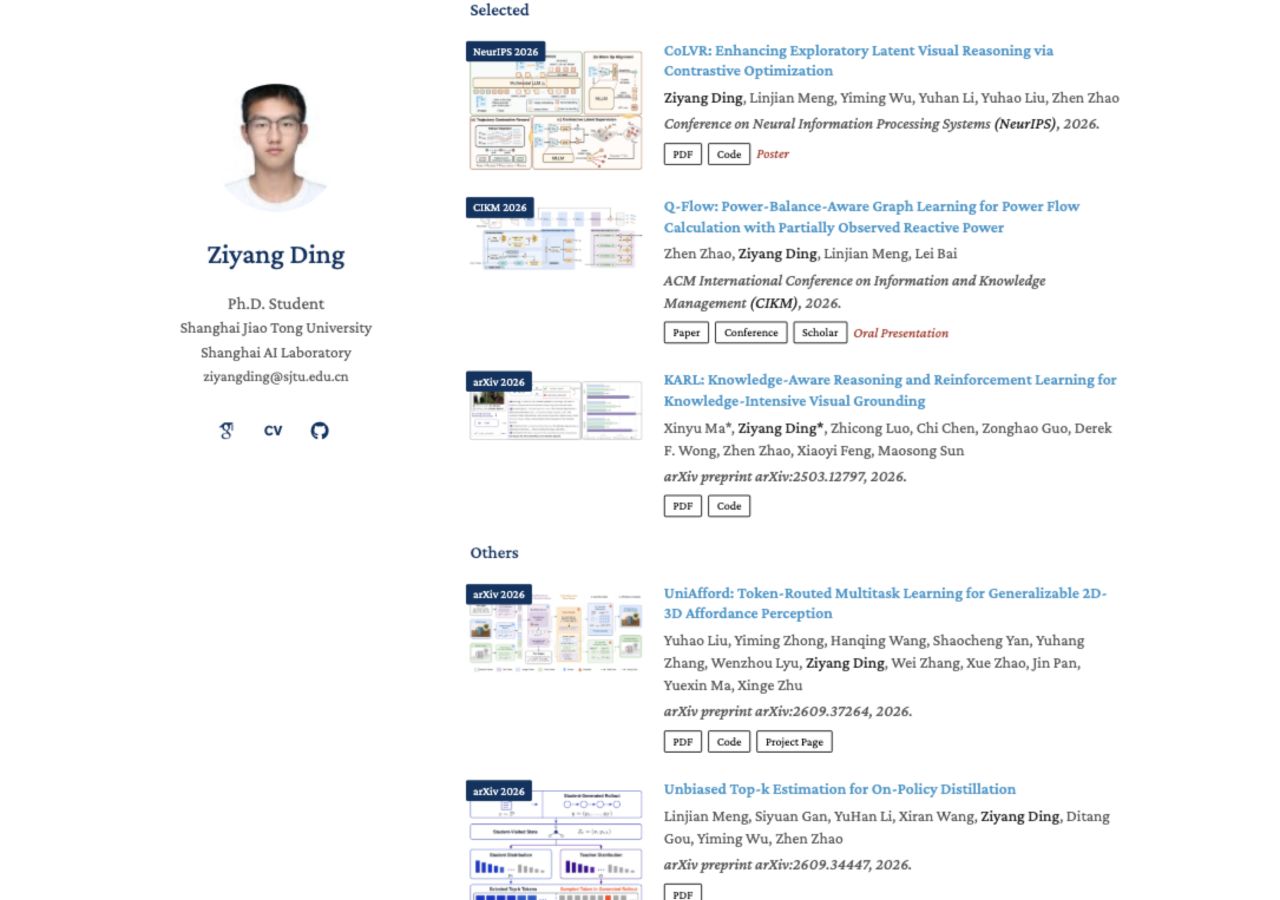 Ziyang Ding
Ph.D. Student
Shanghai Jiao Tong University
Shanghai AI Laboratory
ziyangding@sjtu.edu.cn
CV
Selected
NeurIPS 2026
CoLVR: Enhancing Exploratory Latent Visual Reasoning via
Contrastive Optimization
Ziyang Ding, Linjian Meng, Yiming Wu, Yuhan Li, Yuhao Liu, Zhen Zhao
Conference on Neural Information Processing Systems (NeurIPS), 2026.
PDF Code Poster
CIKM 2026
Q-Flow: Power-Balance-Aware Graph Learning for Power Flow
Calculation with Partially Observed Reactive Power
Zhen Zhao, Ziyang Ding, Linjian Meng, Lei Bai
ACM International Conference on Information and Knowledge
Management (CIKM), 2026.
Paper Conference Scholar Oral Presentation
arXiv 2026
KARL: Knowledge-Aware Reasoning and Reinforcement Learning for
Knowledge-Intensive Visual Grounding
Xinyu Ma*, Ziyang Ding*, Zhicong Luo, Chi Chen, Zonghao Guo, Derek
F. Wong, Zhen Zhao, Xiaoyi Feng, Maosong Sun
arXiv preprint arXiv:2503.12797, 2026.
PDF Code
Others
arXiv 2026
UniAfford: Token-Routed Multitask Learning for Generalizable 2D-
3D Affordance Perception
Yuhao Liu, Yiming Zhong, Hanqing Wang, Shaocheng Yan, Yuhang
Zhang, Wenzhou Lyu, Ziyang Ding, Wei Zhang, Xue Zhao, Jin Pan,
Yuexin Ma, Xinge Zhu
arXiv preprint arXiv:2609.37264, 2026.
PDF Code Project Page
arXiv 2026
Student-Generated Rollout
Student-Visited State
Student Distribution
Teacher Distribution
Unbiased Top-k Estimation for On-Policy Distillation
Linjian Meng, Siyuan Gan, YuHan Li, Xiran Wang, Ziyang Ding, Ditang
Gou, Yiming Wu, Zhen Zhao
arXiv preprint arXiv:2609.34447, 2026.
PDF